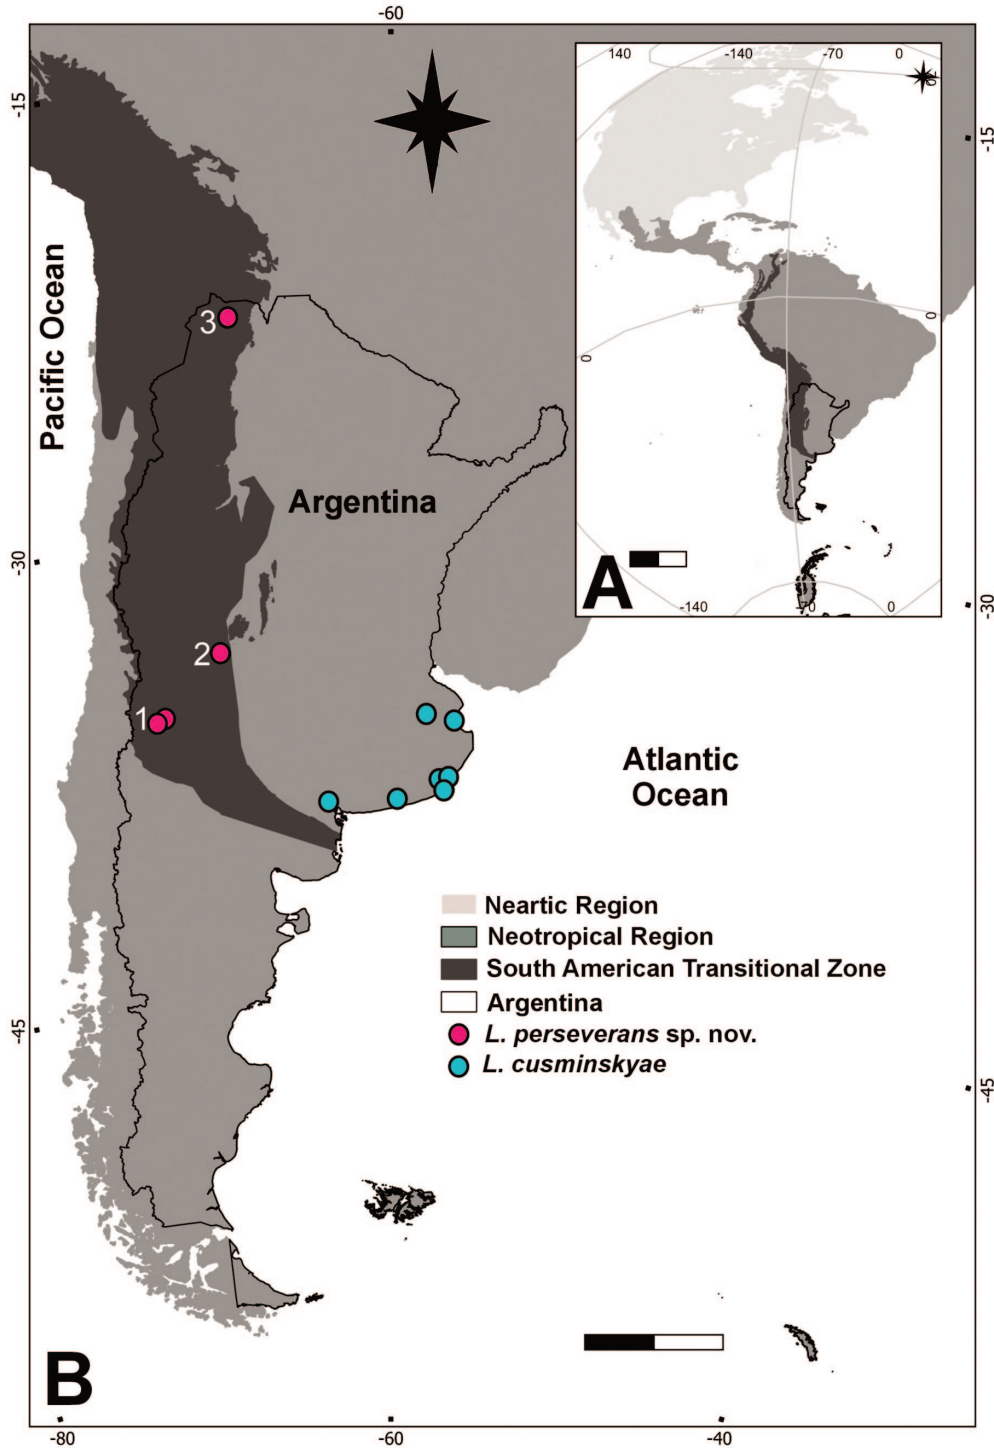 -60
140
-140
-70
0
70
-15
-15
Pacific Ocean
0
0
3
Argentina
-30
-30
A
-140
-70
0
2
1
Atlantic
Ocean
Neartic Region
Neotropical Region
South American Transitional Zone
Argentina
L. perseverans sp. nov.
L. cusminskyae
-45
-45
B
-80
-60
-40